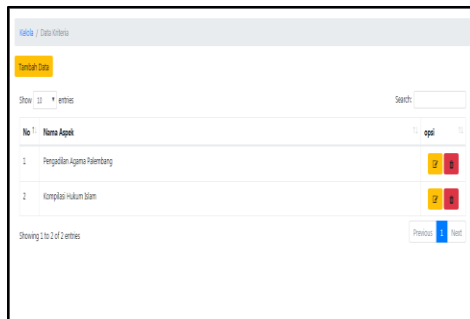 Kelola / Data Kriteria
Tambah Data
Show 10 entries Search:
No Nama Aspek opsi
1 Pengadilan Agama Palembang
2 Kompilasi Hukum Islam
Showing 1 to 2 of 2 entries Previous 1 Next